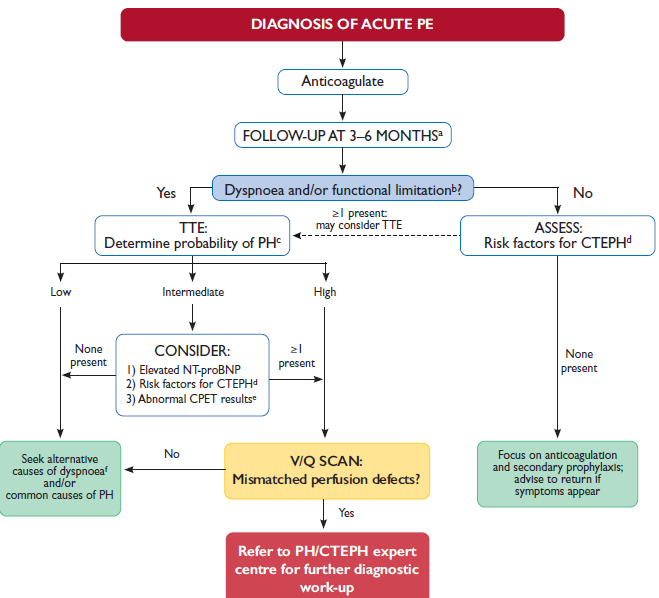 DIAGNOSIS OF ACUTE PE
Anticoagulate
FOLLOW-UP AT 3–6 MONTHSᵃ
Dyspnoea and/or functional limitationᵇ?
Yes
No
TTE:
Determine probability of PHᶜ
≥1 present:
may consider TTE
ASSESS:
Risk factors for CTEPHᵈ
Low
Intermediate
High
None
present
CONSIDER:
1) Elevated NT-proBNP
2) Risk factors for CTEPHᵈ
3) Abnormal CPET resultsᵉ
≥1
present
None
present
Seek alternative
causes of dyspnoeaᶠ
and/or
common causes of PH
No
V/Q SCAN:
Mismatched perfusion defects?
Focus on anticoagulation
and secondary prophylaxis;
advise to return if
symptoms appear
Yes
Refer to PH/CTEPH expert
centre for further diagnostic
work-up